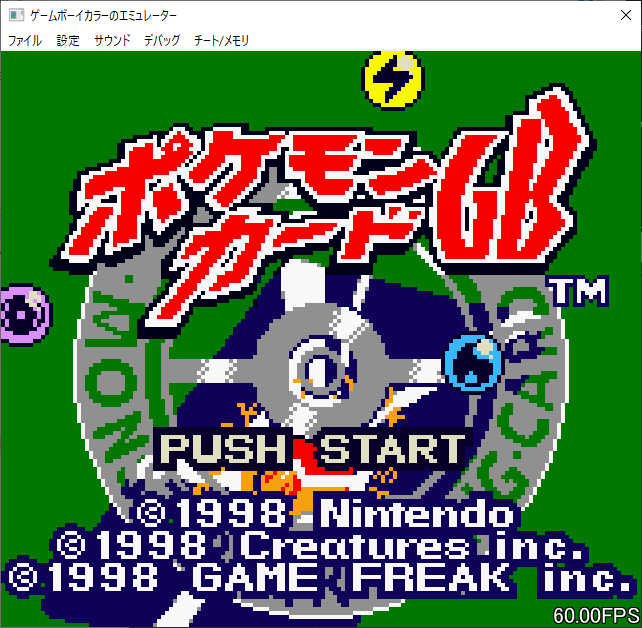 ゲームボーイカラーのエミュレーター
ファイル 設定 サウンド デバッグ チート/メモリ
ポケモン
カードGB
TM
PUSH START
©1998 Nintendo
©1998 Creatures inc.
©1998 GAME FREAK inc.
60.00FPS